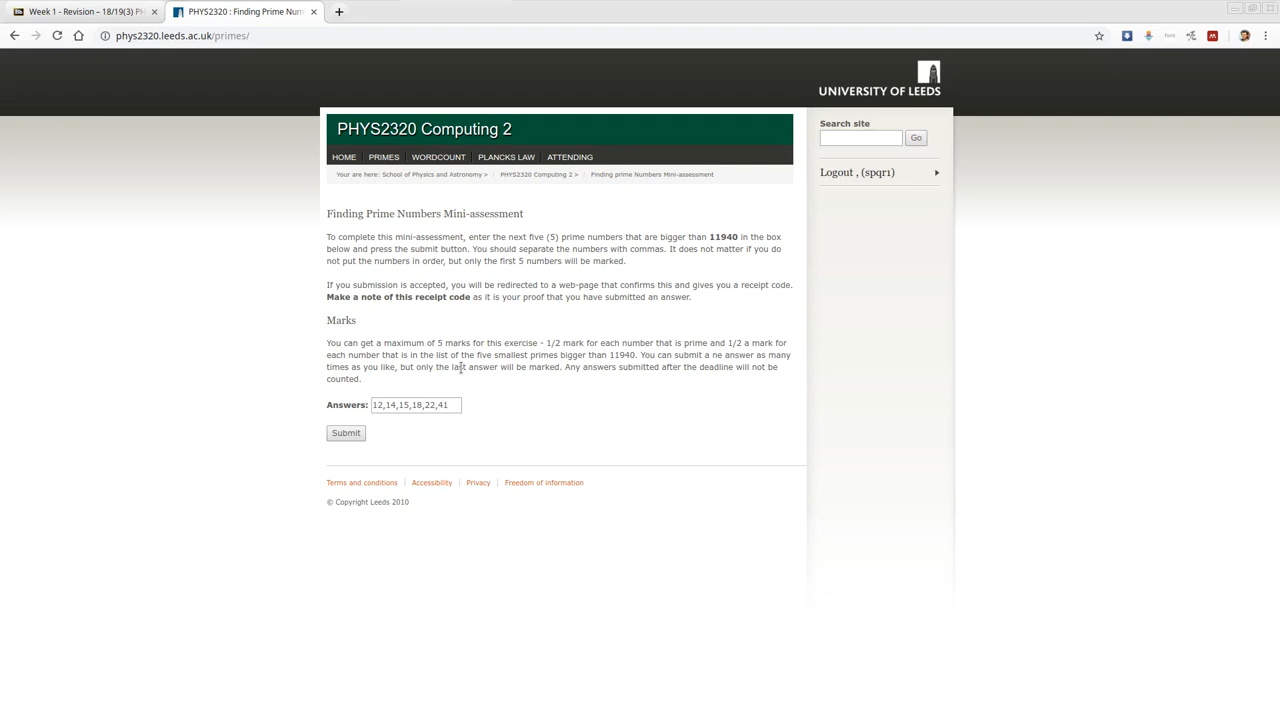 Week 1 - Revision – 18/19(3) PH
PHYS2320 : Finding Prime Num
phys2320.leeds.ac.uk/primes/
UNIVERSITY OF LEEDS
PHYS2320 Computing 2
HOME PRIMES WORDCOUNT PLANCKS LAW ATTENDING
Your are here: School of Physics and Astronomy > / PHYS2320 Computing 2 > / Finding prime Numbers Mini-assessment
Search site
Go
Logout , (spqr1)
Finding Prime Numbers Mini-assessment
To complete this mini-assessment, enter the next five (5) prime numbers that are bigger than 11940 in the box
below and press the submit button. You should separate the numbers with commas. It does not matter if you do
not put the numbers in order, but only the first 5 numbers will be marked.
If you submission is accepted, you will be redirected to a web-page that confirms this and gives you a receipt code.
Make a note of this receipt code as it is your proof that you have submitted an answer.
Marks
You can get a maximum of 5 marks for this exercise - 1/2 mark for each number that is prime and 1/2 a mark for
each number that is in the list of the five smallest primes bigger than 11940. You can submit a ne answer as many
times as you like, but only the last answer will be marked. Any answers submitted after the deadline will not be
counted.
Answers: 12,14,15,18,22,41
Submit
Terms and conditions Accessibility Privacy Freedom of information
© Copyright Leeds 2010